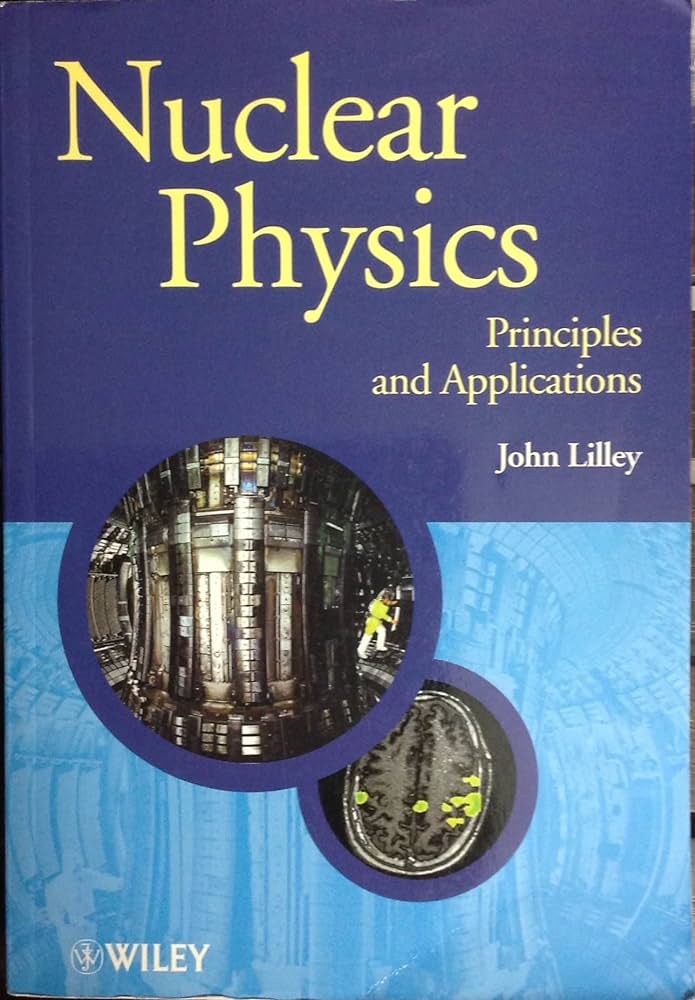 Nuclear
Physics
Principles
and Applications
John Lilley
WILEY